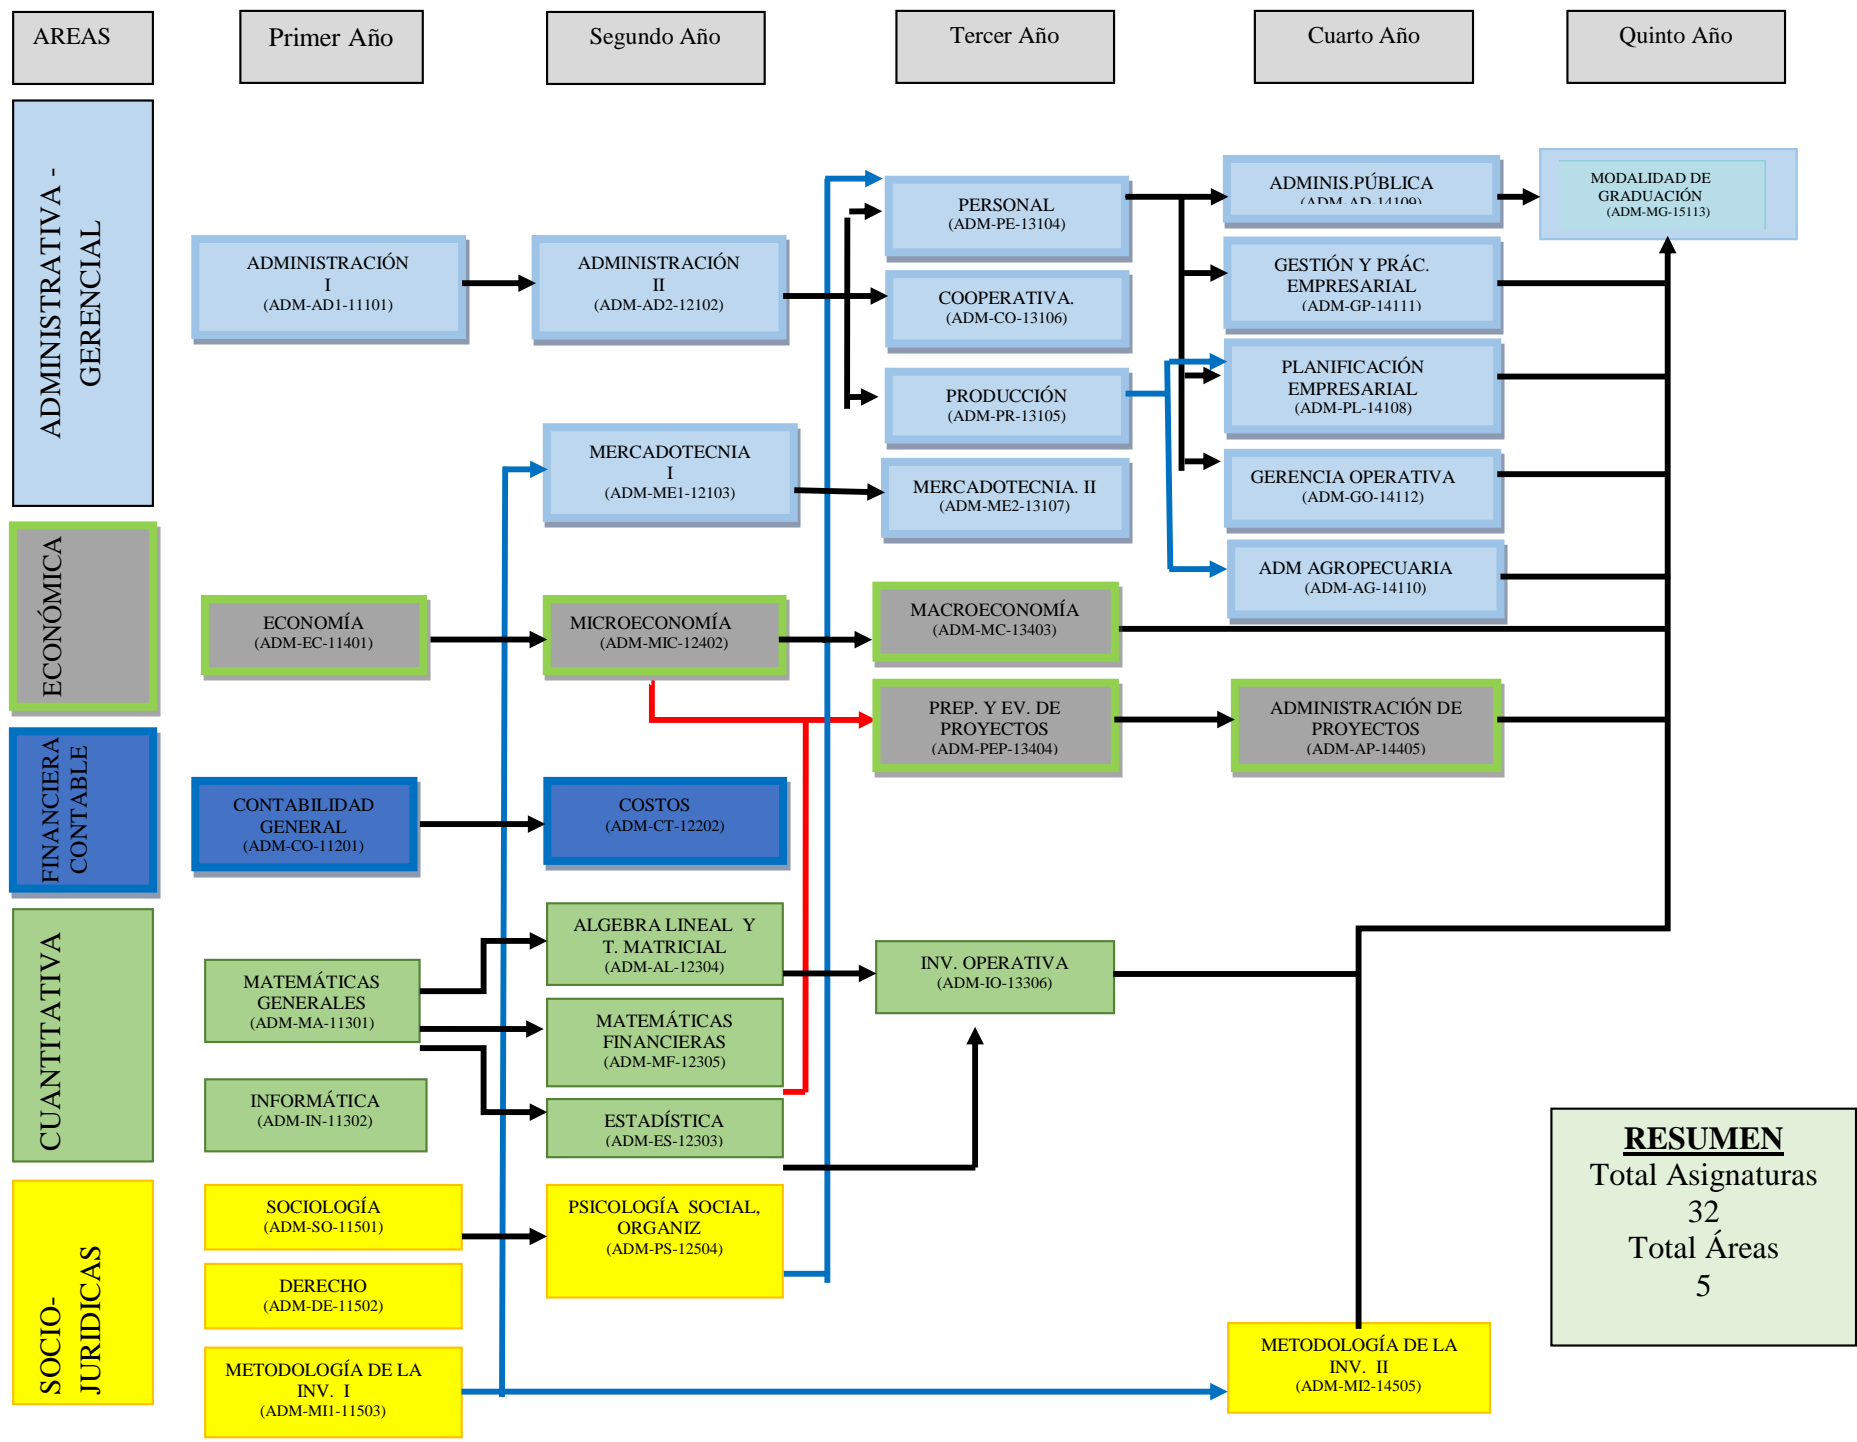 AREAS
Primer Año
Segundo Año
Tercer Año
Cuarto Año
Quinto Año
ADMINISTRATIVA -
GERENCIAL
ADMINISTRACIÓN
I
(ADM-AD1-11101)
ADMINISTRACIÓN
II
(ADM-AD2-12102)
MERCADOTECNIA
I
(ADM-ME1-12103)
PERSONAL
(ADM-PE-13104)
COOPERATIVA.
(ADM-CO-13106)
PRODUCCIÓN
(ADM-PR-13105)
MERCADOTECNIA. II
(ADM-ME2-13107)
ADMINIS.PÚBLICA
(ADM-AD-14109)
GESTIÓN Y PRÁC.
EMPRESARIAL
(ADM-GP-14111)
PLANIFICACIÓN
EMPRESARIAL
(ADM-PL-14108)
GERENCIA OPERATIVA
(ADM-GO-14112)
ADM AGROPECUARIA
(ADM-AG-14110)
MODALIDAD DE
GRADUACIÓN
(ADM-MG-15113)
ECONÓMICA
ECONOMÍA
(ADM-EC-11401)
MICROECONOMÍA
(ADM-MIC-12402)
MACROECONOMÍA
(ADM-MC-13403)
PREP. Y EV. DE
PROYECTOS
(ADM-PEP-13404)
ADMINISTRACIÓN DE
PROYECTOS
(ADM-AP-14405)
FINANCIERA
CONTABLE
CONTABILIDAD
GENERAL
(ADM-CO-11201)
COSTOS
(ADM-CT-12202)
CUANTITATIVA
MATEMÁTICAS
GENERALES
(ADM-MA-11301)
INFORMÁTICA
(ADM-IN-11302)
ALGEBRA LINEAL Y
T. MATRICIAL
(ADM-AL-12304)
MATEMÁTICAS
FINANCIERAS
(ADM-MF-12305)
ESTADÍSTICA
(ADM-ES-12303)
INV. OPERATIVA
(ADM-IO-13306)
SOCIO-
JURIDICAS
SOCIOLOGÍA
(ADM-SO-11501)
DERECHO
(ADM-DE-11502)
METODOLOGÍA DE LA
INV. I
(ADM-MI1-11503)
PSICOLOGÍA SOCIAL,
ORGANIZ
(ADM-PS-12504)
METODOLOGÍA DE LA
INV. II
(ADM-MI2-14505)
RESUMEN
Total Asignaturas
32
Total Áreas
5